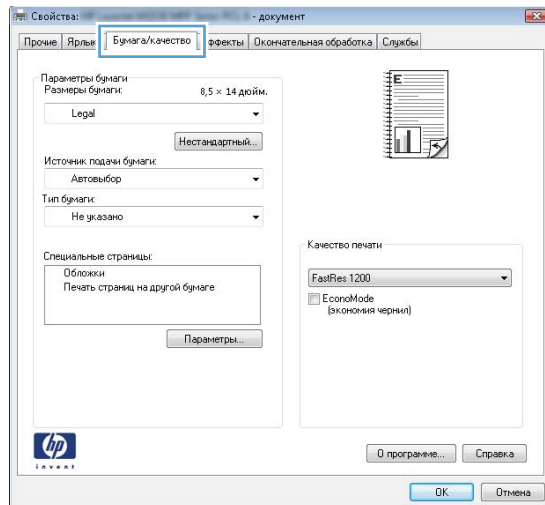 Свойства: - документ
Прочие Ярлык Бумага/качество ффекты Окончательная обработка Службы
Параметры бумаги
Размеры бумаги: 8,5 × 14 дюйм.
Legal
Нестандартный...
Источник подачи бумаги:
Автовыбор
Тип бумаги:
Не указано
Специальные страницы:
Обложки
Печать страниц на другой бумаге
Параметры...
E
Качество печати
FastRes 1200
EconoMode
(экономия чернил)
hp
invent
О программе... Справка
OK Отмена